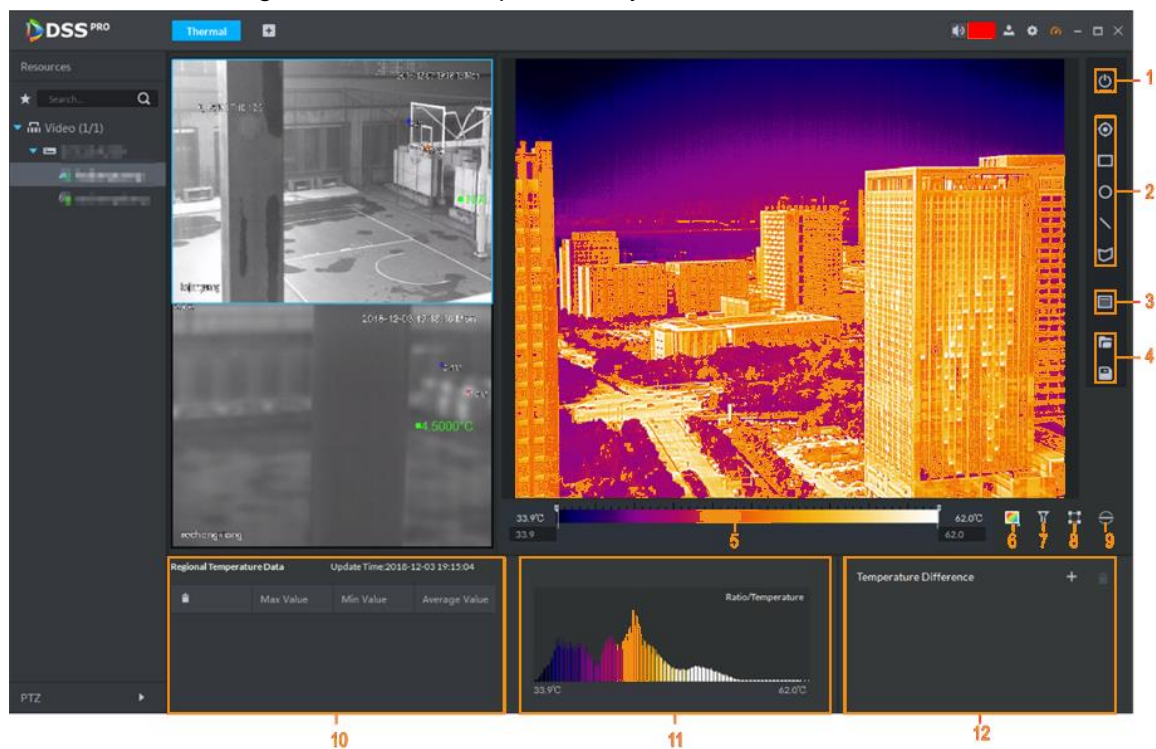 DSS PRO
Thermal
Resources
Search...
Video (1/1)
1
2
3
4
2018-12-03
4.5000°C
33.9°C
62.0°C
33.9
62.0
5
6
7
8
9
Regional Temperature Data
Update Time:2018-12-03 19:15:04
Max Value
Min Value
Average Value
Ratio/Temperature
33.9°C
62.0°C
Temperature Difference
PTZ
10
11
12